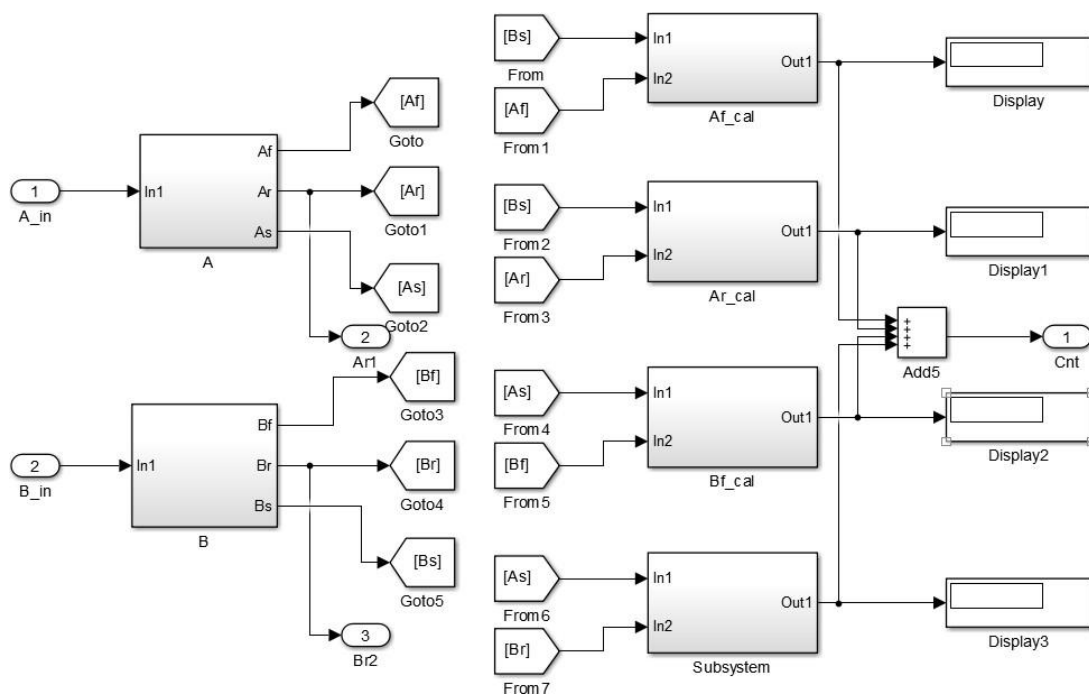 1
A_in
In1
Af
Ar
As
A
[Af]
Goto
[Ar]
Goto1
[As]
Goto2
2
Ar1
2
B_in
In1
Bf
Br
Bs
B
[Bf]
Goto3
[Br]
Goto4
[Bs]
Goto5
3
Br2
[Bs]
From
[Af]
From1
In1
In2
Out1
Af_cal
Display
[Bs]
From2
[Ar]
From3
In1
In2
Out1
Ar_cal
Display1
[As]
From4
[Bf]
From5
In1
In2
Out1
Bf_cal
Display2
[As]
From6
[Br]
From7
In1
In2
Out1
Subsystem
Display3
+
+
+
+
Add5
1
Cnt